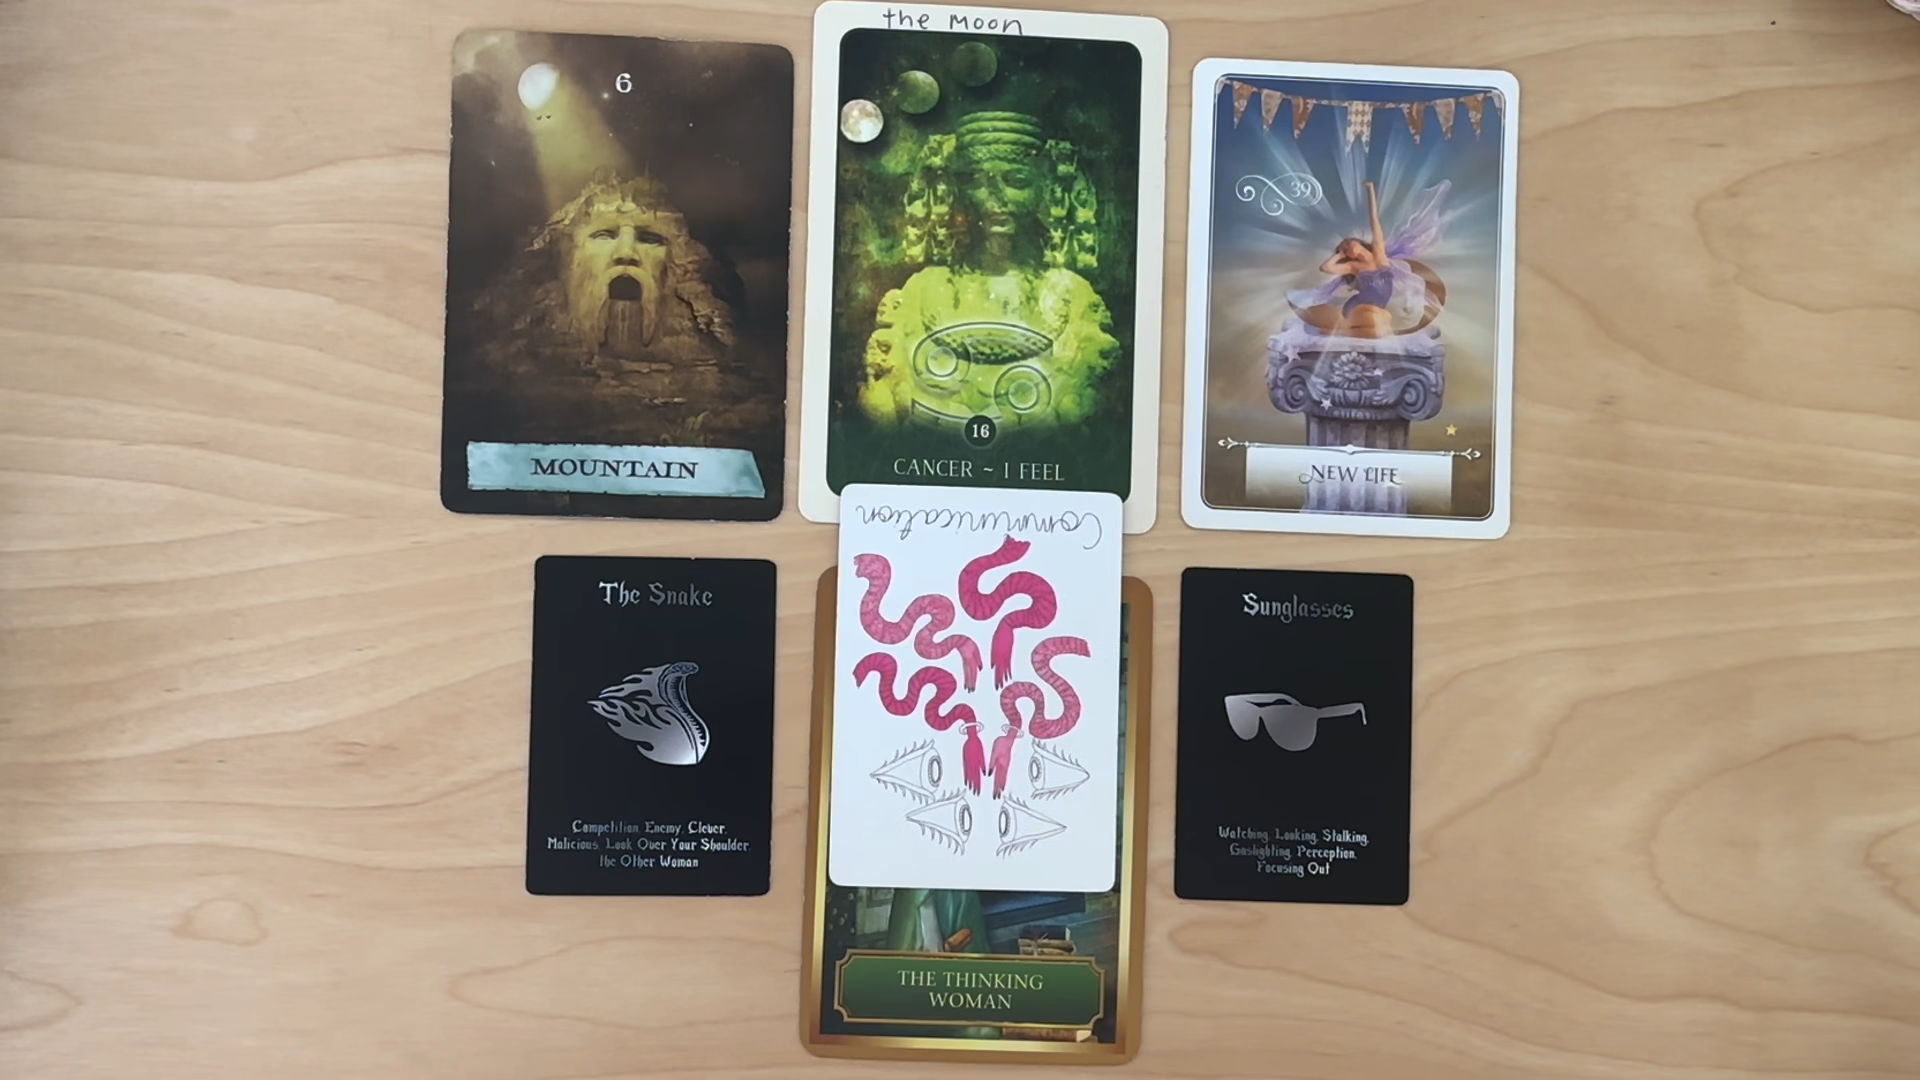 the Moon
6
MOUNTAIN
16
CANCER ~ I FEEL
39
NEW LIFE
The Snake
Competition, Enemy, Clever,
Malicious, Look Over Your Shoulder,
the Other Woman
Communication
THE THINKING
WOMAN
Sunglasses
Watching, Looking, Stalking,
Gaslighting, Perception,
Focusing Out